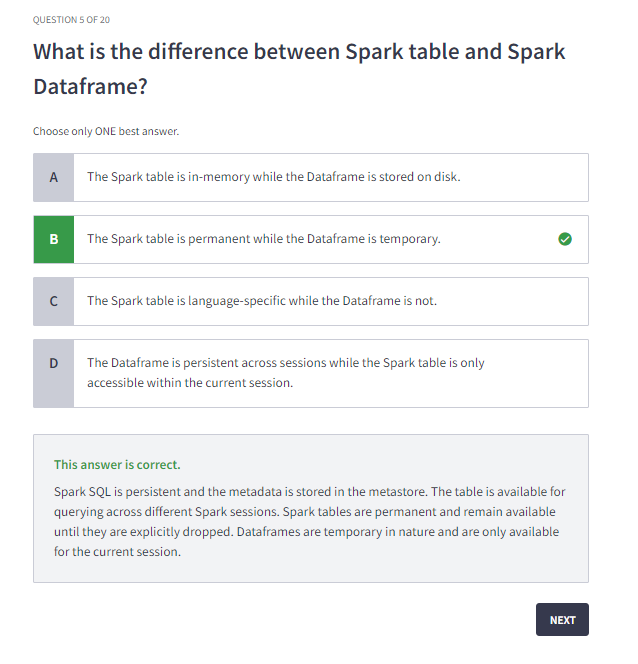 QUESTION 5 OF 20
What is the difference between Spark table and Spark
Dataframe?
Choose only ONE best answer.
A
The Spark table is in-memory while the Dataframe is stored on disk.
B
The Spark table is permanent while the Dataframe is temporary.
C
The Spark table is language-specific while the Dataframe is not.
D
The Dataframe is persistent across sessions while the Spark table is only
accessible within the current session.
This answer is correct.
Spark SQL is persistent and the metadata is stored in the metastore. The table is available for
querying across different Spark sessions. Spark tables are permanent and remain available
until they are explicitly dropped. Dataframes are temporary in nature and are only available
for the current session.
NEXT